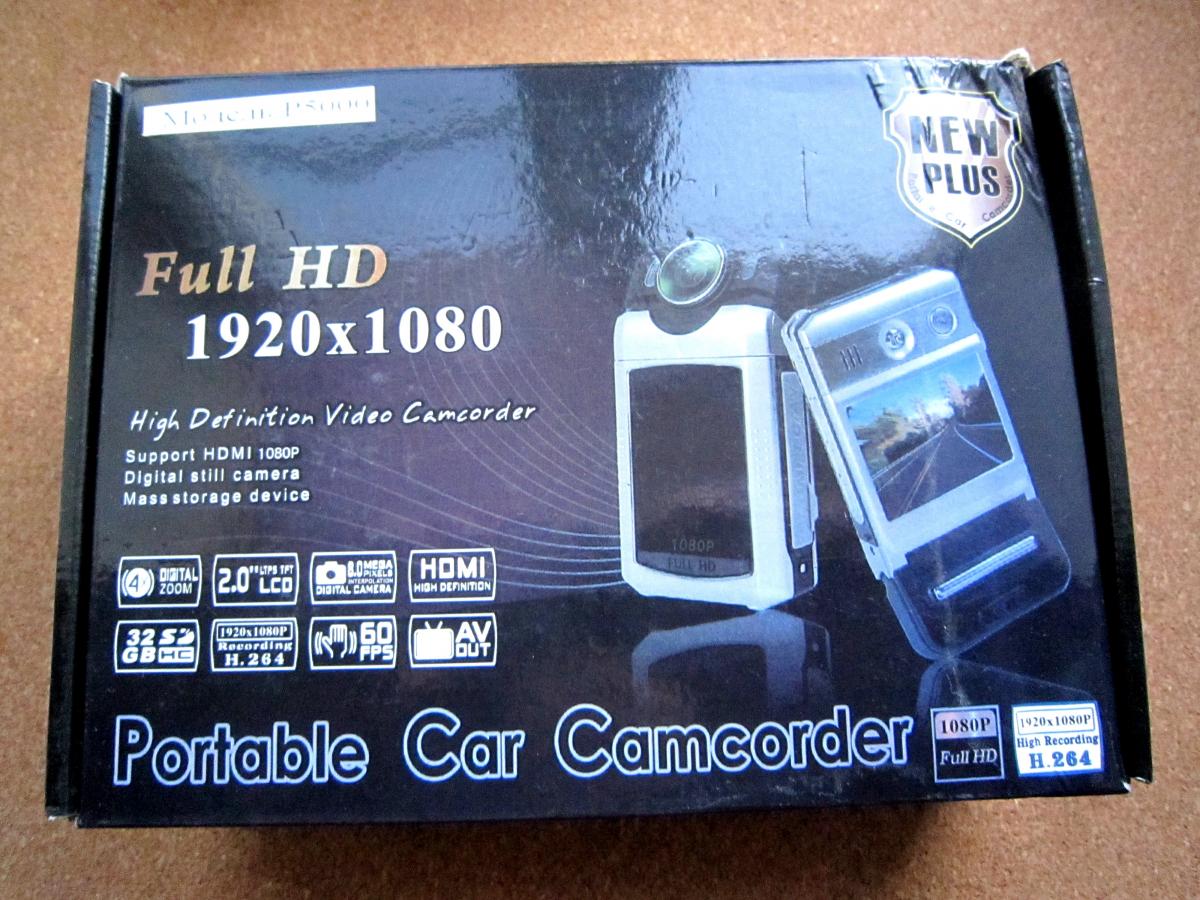 Модель P5000
NEW
PLUS
Portable Car Camcorder
Full HD
1920x1080
High Definition Video Camcorder
Support HDMI 1080P
Digital still camera
Mass storage device
1080P
FULL HD
4x DIGITAL ZOOM
2.0" LTPS TFT LCD
8.0 MEGA PIXELS INTERPOLATION DIGITAL CAMERA
HDMI HIGH DEFINITION
32 GB SD HC
1920x1080P Recording H.264
60 FPS
AV OUT
Portable Car Camcorder
1080P
Full HD
1920x1080P
High Recording
H.264